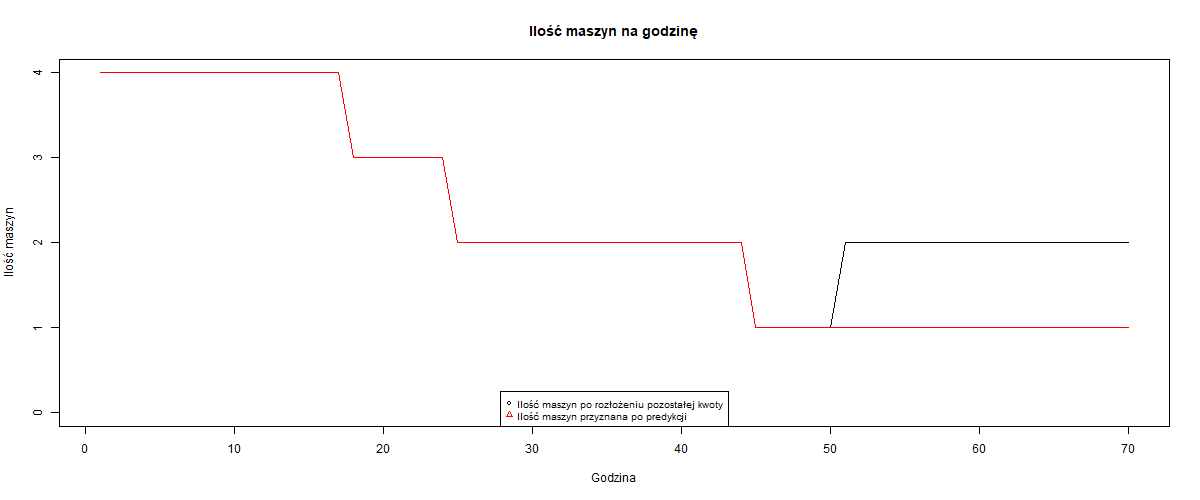 Ilość maszyn na godzinę
Ilość maszyn
4
3
2
1
0
Ilość maszyn po rozłożeniu pozostałej kwoty
Ilość maszyn przyznana po predykcji
0 10 20 30 40 50 60 70
Godzina